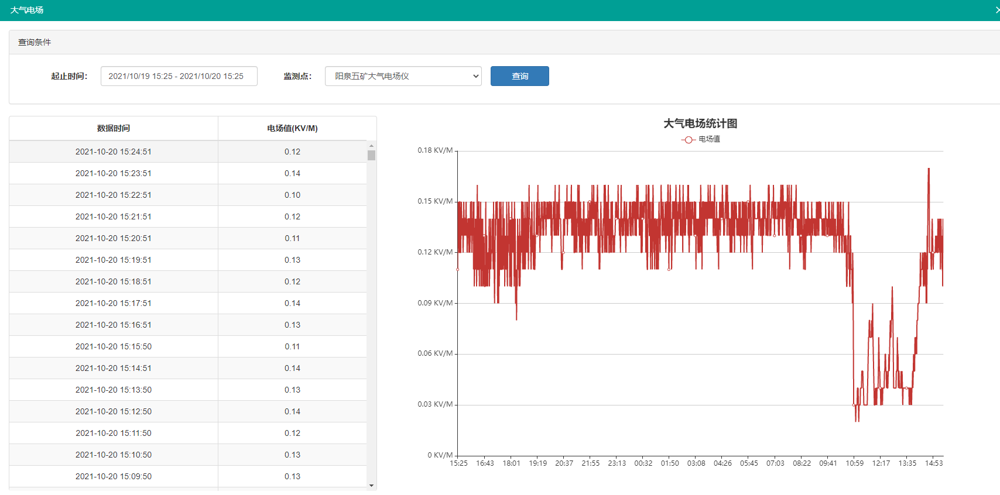 大气电场
查询条件
起止时间： 2021/10/19 15:25 - 2021/10/20 15:25 监测点： 阳泉五矿大气电场仪 查询
数据时间 电场值(KV/M)
2021-10-20 15:24:51 0.12
2021-10-20 15:23:51 0.14
2021-10-20 15:22:51 0.10
2021-10-20 15:21:51 0.12
2021-10-20 15:20:51 0.11
2021-10-20 15:19:51 0.13
2021-10-20 15:18:51 0.12
2021-10-20 15:17:51 0.14
2021-10-20 15:16:51 0.13
2021-10-20 15:15:50 0.11
2021-10-20 15:14:51 0.14
2021-10-20 15:13:50 0.13
2021-10-20 15:12:50 0.14
2021-10-20 15:11:50 0.12
2021-10-20 15:10:50 0.13
2021-10-20 15:09:50 0.13
大气电场统计图
电场值
0.18 KV/M
0.15 KV/M
0.12 KV/M
0.09 KV/M
0.06 KV/M
0.03 KV/M
0 KV/M
15:25 16:43 18:01 19:19 20:37 21:55 23:13 00:32 01:50 03:08 04:26 05:45 07:03 08:22 09:41 10:59 12:17 13:35 14:53